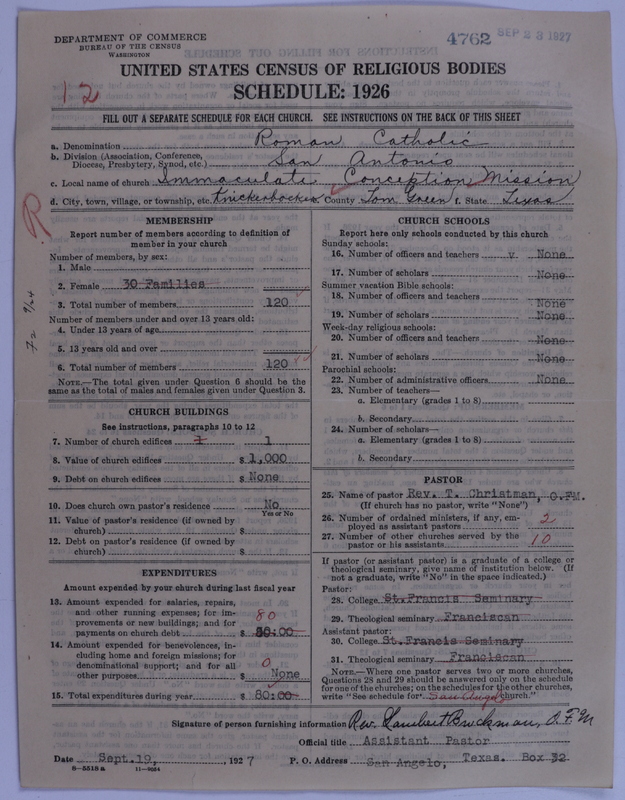 DEPARTMENT OF COMMERCE
BUREAU OF THE CENSUS
WASHINGTON
4762 SEP 23 1927
UNITED STATES CENSUS OF RELIGIOUS BODIES
12
SCHEDULE: 1926
FILL OUT A SEPARATE SCHEDULE FOR EACH CHURCH. SEE INSTRUCTIONS ON THE BACK OF THIS SHEET
a. Denomination Roman Catholic
b. Division (Association, Conference, Diocese, Presbytery, Synod, etc.) San Antonio
c. Local name of church Immaculate Conception Mission
d. City, town, village, or township, etc. Knickerbocker e. County Tom Green f. State Texas
R
MEMBERSHIP
Report number of members according to definition of
member in your church
Number of members, by sex:
1. Male
2. Female 30 Families
3. Total number of members 120
Number of members under and over 13 years old:
4. Under 13 years of age
5. 13 years old and over
6. Total number of members 120
NOTE.—The total given under Question 6 should be the
same as the total of males and females given under Question 3.
CHURCH BUILDINGS
See instructions, paragraphs 10 to 12
7. Number of church edifices 1 1
8. Value of church edifices $ 1,000
9. Debt on church edifices $ None
10. Does church own pastor's residence No
Yes or No
11. Value of pastor's residence (if owned by
church) $
12. Debt on pastor's residence (if owned by
church) $
EXPENDITURES
Amount expended by your church during last fiscal year
13. Amount expended for salaries, repairs,
and other running expenses; for im-
provements or new buildings; and for 80
payments on church debt $ 80:00
14. Amount expended for benevolences, in-
cluding home and foreign missions; for
denominational support; and for all 0
other purposes $ None
15. Total expenditures during year $ 80:00
CHURCH SCHOOLS
Report here only schools conducted by this church
Sunday schools:
16. Number of officers and teachers v None
17. Number of scholars None
Summer vacation Bible schools:
18. Number of officers and teachers None
19. Number of scholars None
Week-day religious schools:
20. Number of officers and teachers None
21. Number of scholars None
Parochial schools:
22. Number of administrative officers None
23. Number of teachers—
a. Elementary (grades 1 to 8)
b. Secondary
24. Number of scholars—
a. Elementary (grades 1 to 8)
b. Secondary
PASTOR
25. Name of pastor Rev. T. Christman, O.FM.
(If church has no pastor, write "None")
26. Number of ordained ministers, if any, em-
ployed as assistant pastors 2
27. Number of other churches served by the
pastor or his assistants 10
If pastor (or assistant pastor) is a graduate of a college or
theological seminary, give name of institution below. (If
not a graduate, write "No" in the space indicated.)
Pastor:
28. College St.Francis Seminary
29. Theological seminary Franciscan
Assistant pastor:
30. College St.Francis Seminary
31. Theological seminary Franciscan
NOTE.—Where one pastor serves two or more churches,
Questions 28 and 29 should be answered only on the schedule
for one of the churches; on the schedules for the other churches,
write "See schedule for San Angelo church."
Signature of person furnishing information Rev. Lambert Brockman, O.F.M
Official title Assistant Pastor
Date Sept.19, 1927 P. O. Address San Angelo, Texas. Box 32
8—5518 a 11—9054